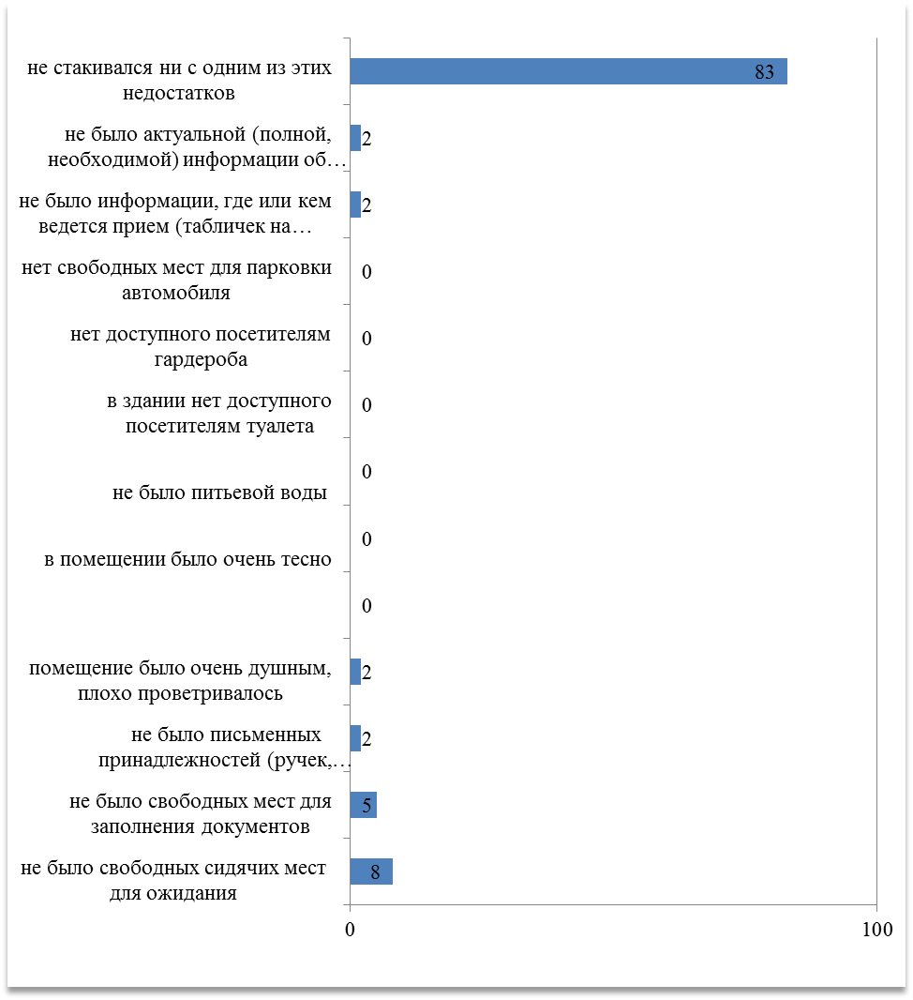 не стакивался ни с одним из этих
недостатков
83
не было актуальной (полной,
необходимой) информации об…
2
не было информации, где или кем
ведется прием (табличек на…
2
нет свободных мест для парковки
автомобиля
0
нет доступного посетителям
гардероба
0
в здании нет доступного
посетителям туалета
0
не было питьевой воды
0
в помещении было очень тесно
0
0
помещение было очень душным,
плохо проветривалось
2
не было письменных
принадлежностей (ручек,…
2
не было свободных мест для
заполнения документов
5
не было свободных сидячих мест
для ожидания
8
0
100